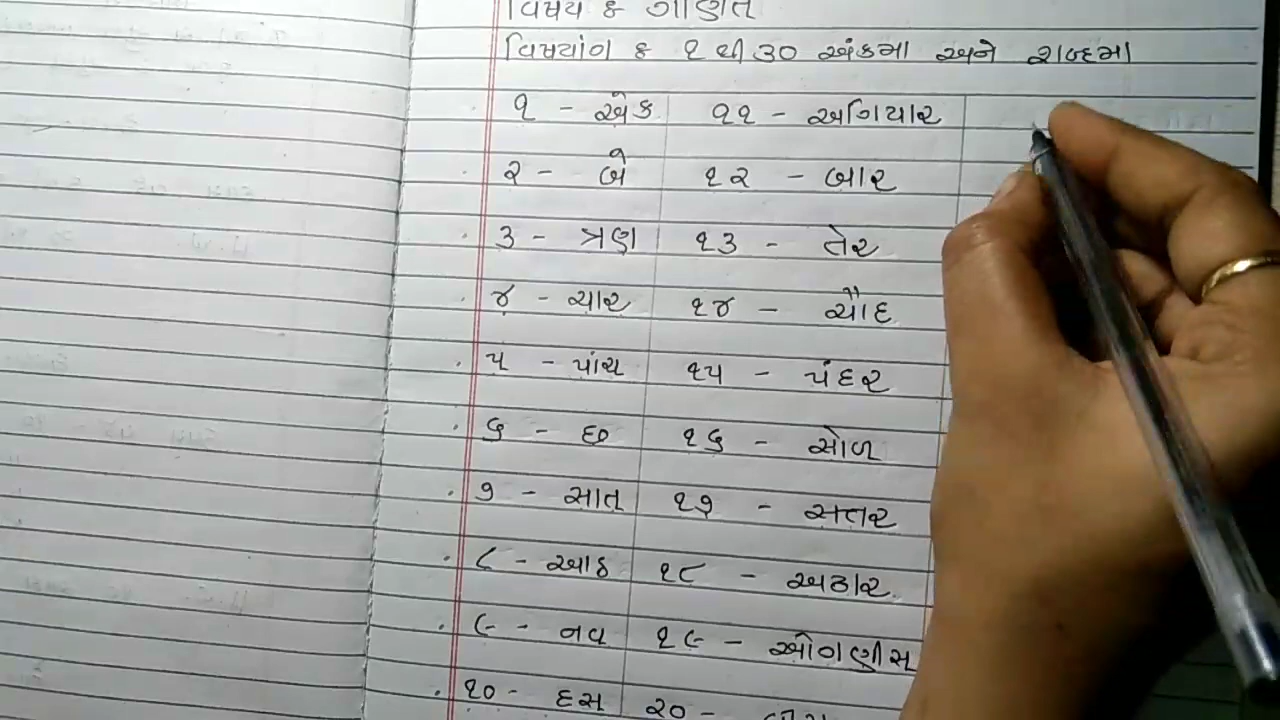 વિષય : ગણિત
વિષયાંગ : ૧ થી ૩૦ અંકમા અને શબ્દમા
૧ - એક ૧૧ - અગિયાર
૨ - બે ૧૨ - બાર
૩ - ત્રણ ૧૩ - તેર
૪ - ચાર ૧૪ - ચૌદ
૫ - પાંચ ૧૫ - પંદર
૬ - છ ૧૬ - સોળ
૭ - સાત ૧૭ - સત્તર
૮ - આઠ ૧૮ - અઢાર
૯ - નવ ૧૯ - ઓગણીસ
૧૦ - દસ ૨૦ -